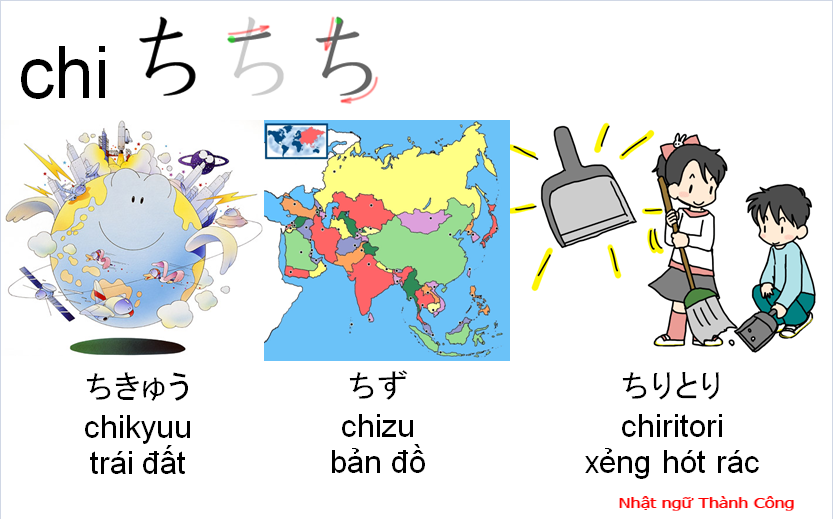 chi ち ち ち
ちきゅう
chikyuu
trái đất
ちず
chizu
bản đồ
ちりとり
chiritori
xẻng hót rác
Nhật ngữ Thành Công